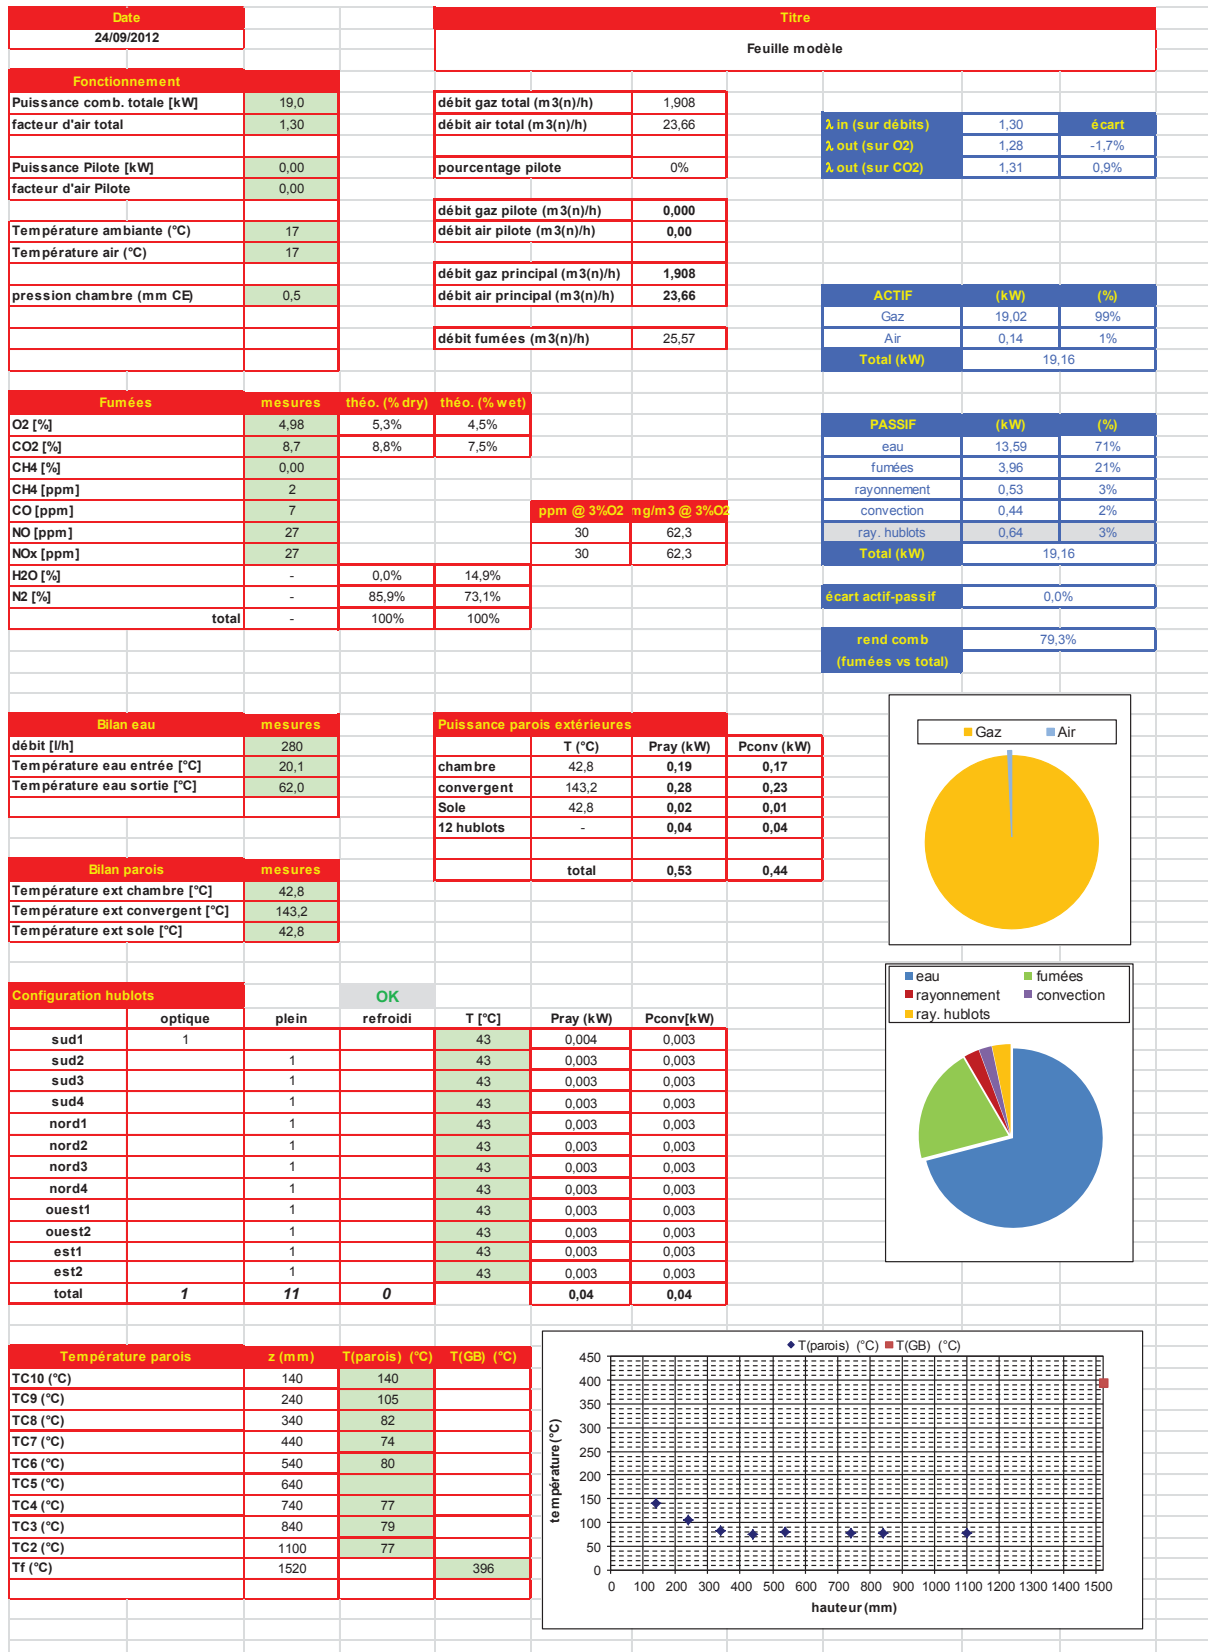 Date Titre
24/09/2012 Feuille modèle
Fonctionnement
Puissance comb. totale [kW] 19,0 débit gaz total (m3(n)/h) 1,908
facteur d'air total 1,30 débit air total (m3(n)/h) 23,66 λ in (sur débits) 1,30 écart
λ out (sur O2) 1,28 -1,7%
Puissance Pilote [kW] 0,00 pourcentage pilote 0% λ out (sur CO2) 1,31 0,9%
facteur d'air Pilote 0,00
débit gaz pilote (m3(n)/h) 0,000
Température ambiante (°C) 17 débit air pilote (m3(n)/h) 0,00
Température air (°C) 17
débit gaz principal (m3(n)/h) 1,908
pression chambre (mm CE) 0,5 débit air principal (m3(n)/h) 23,66 ACTIF (kW) (%)
Gaz 19,02 99%
débit fumées (m3(n)/h) 25,57 Air 0,14 1%
Total (kW) 19,16
Fumées mesures théo. (% dry) théo. (% wet)
O2 [%] 4,98 5,3% 4,5% PASSIF (kW) (%)
CO2 [%] 8,7 8,8% 7,5% eau 13,59 71%
CH4 [%] 0,00 fumées 3,96 21%
CH4 [ppm] 2 rayonnement 0,53 3%
CO [ppm] 7 ppm @ 3%O2 mg/m3 @ 3%O2 convection 0,44 2%
NO [ppm] 27 30 62,3 ray. hublots 0,64 3%
NOx [ppm] 27 30 62,3 Total (kW) 19,16
H2O [%] - 0,0% 14,9%
N2 [%] - 85,9% 73,1% écart actif-passif 0,0%
total - 100% 100%
rend comb 79,3%
(fumées vs total)
Bilan eau mesures Puissance parois extérieures
débit [l/h] 280 T (°C) Pray (kW) Pconv (kW)
Température eau entrée [°C] 20,1 chambre 42,8 0,19 0,17
Température eau sortie [°C] 62,0 convergent 143,2 0,28 0,23
Sole 42,8 0,02 0,01
12 hublots - 0,04 0,04
Bilan parois mesures total 0,53 0,44
Température ext chambre [°C] 42,8
Température ext convergent [°C] 143,2
Température ext sole [°C] 42,8
Gaz Air
Configuration hublots OK
optique plein refroidi T [°C] Pray (kW) Pconv[kW)
sud1 1 43 0,004 0,003
sud2 1 43 0,003 0,003
sud3 1 43 0,003 0,003
sud4 1 43 0,003 0,003
nord1 1 43 0,003 0,003
nord2 1 43 0,003 0,003
nord3 1 43 0,003 0,003
nord4 1 43 0,003 0,003
ouest1 1 43 0,003 0,003
ouest2 1 43 0,003 0,003
est1 1 43 0,003 0,003
est2 1 43 0,003 0,003
total 1 11 0 0,04 0,04
eau fumées
rayonnement convection
ray. hublots
Température parois z (mm) T(parois) (°C) T(GB) (°C)
TC10 (°C) 140 140
TC9 (°C) 240 105
TC8 (°C) 340 82
TC7 (°C) 440 74
TC6 (°C) 540 80
TC5 (°C) 640
TC4 (°C) 740 77
TC3 (°C) 840 79
TC2 (°C) 1100 77
Tf (°C) 1520 396
T(parois) (°C) T(GB) (°C)
température (°C)
450
400
350
300
250
200
150
100
50
0
0 100 200 300 400 500 600 700 800 900 1000 1100 1200 1300 1400 1500
hauteur (mm)